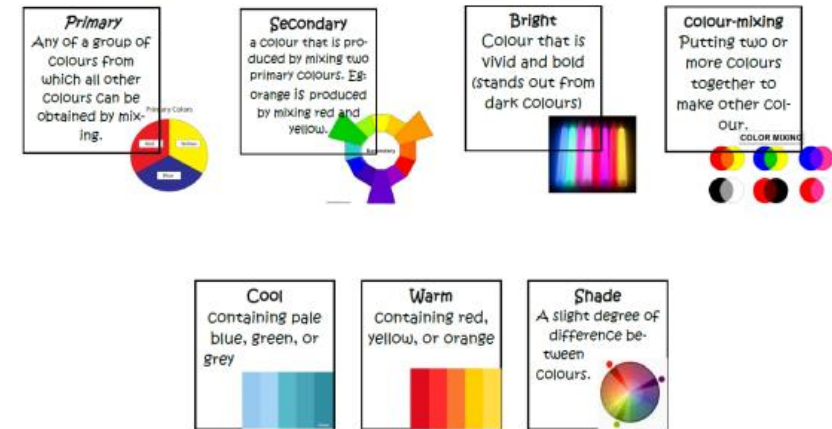 Primary
Any of a group of
colours from
which all other
colours can be
obtained by mix-
ing.
Primary Colors
Red
Yellow
Blue
Secondary
a colour that is pro-
duced by mixing two
primary colours. Eg:
orange is produced
by mixing red and
yellow.
Secondary
Bright
Colour that is
vivid and bold
(stands out from
dark colours)
colour-mixing
Putting two or
more colours
together to
make other col-
our.
COLOR MIXING
Cool
Containing pale
blue, green, or
grey
Warm
Containing red,
yellow, or orange
Shade
A slight degree of
difference be-
tween
colours.